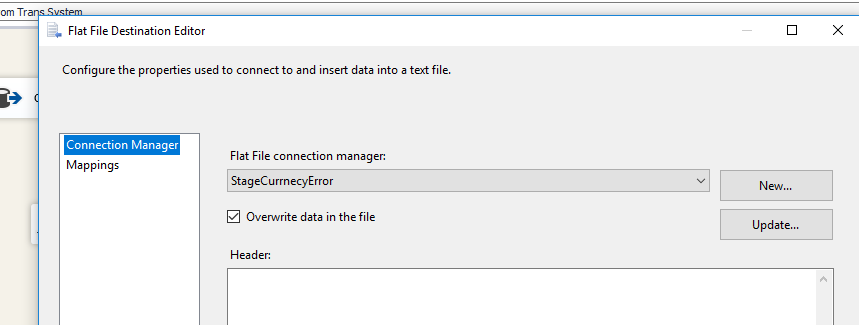 om Trans System
Flat File Destination Editor
Configure the properties used to connect to and insert data into a text file.
Connection Manager
Mappings
Flat File connection manager:
StageCurrnecyError
New...
Overwrite data in the file
Update...
Header: